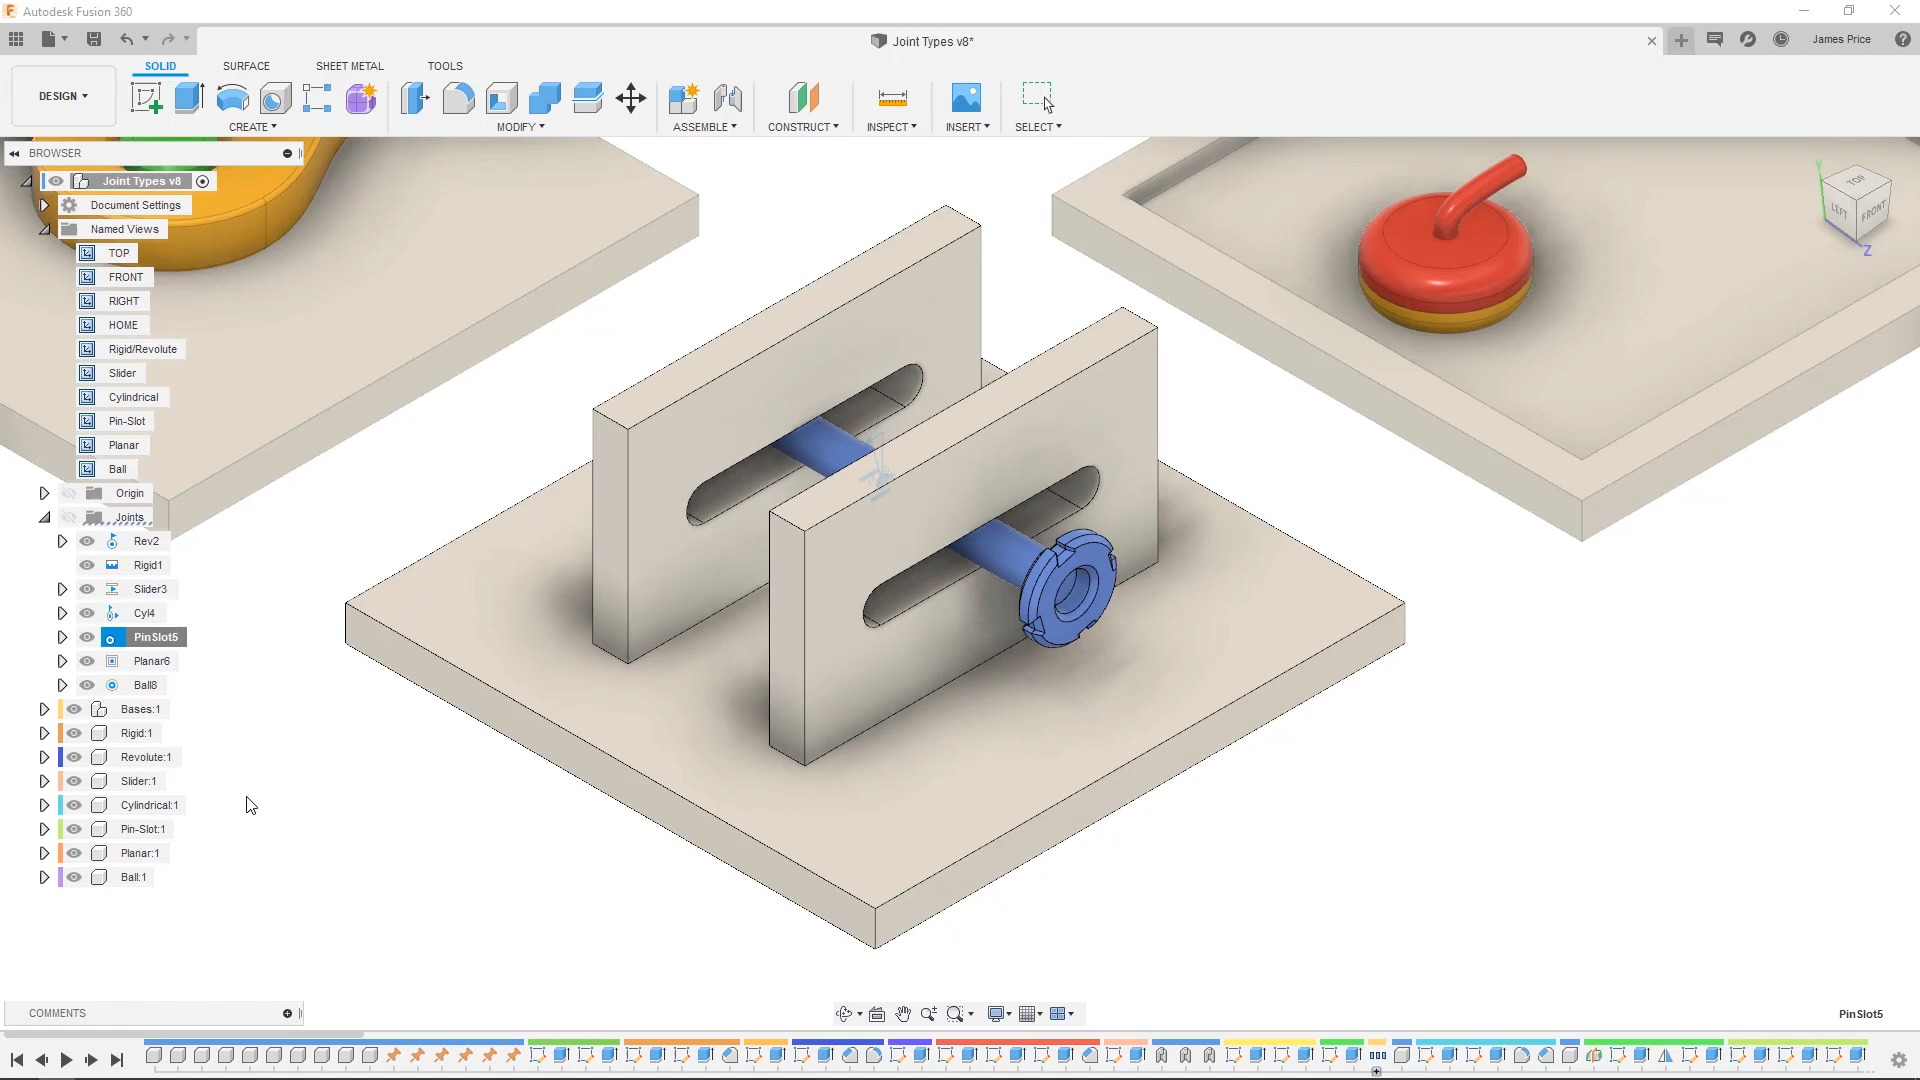 Autodesk Fusion 360
Joint Types v8*
James Price
DESIGN
SOLID
SURFACE
SHEET METAL
TOOLS
CREATE
MODIFY
ASSEMBLE
CONSTRUCT
INSPECT
INSERT
SELECT
BROWSER
Joint Types v8
Document Settings
Named Views
TOP
FRONT
RIGHT
HOME
Rigid/Revolute
Slider
Cylindrical
Pin-Slot
Planar
Ball
Origin
Joints
Rev2
Rigid1
Slider3
Cyl4
PinSlot5
Planar6
Ball8
Bases:1
Rigid:1
Revolute:1
Slider:1
Cylindrical:1
Pin-Slot:1
Planar:1
Ball:1
Y
TOP
LEFT
FRONT
Z
COMMENTS
PinSlot5